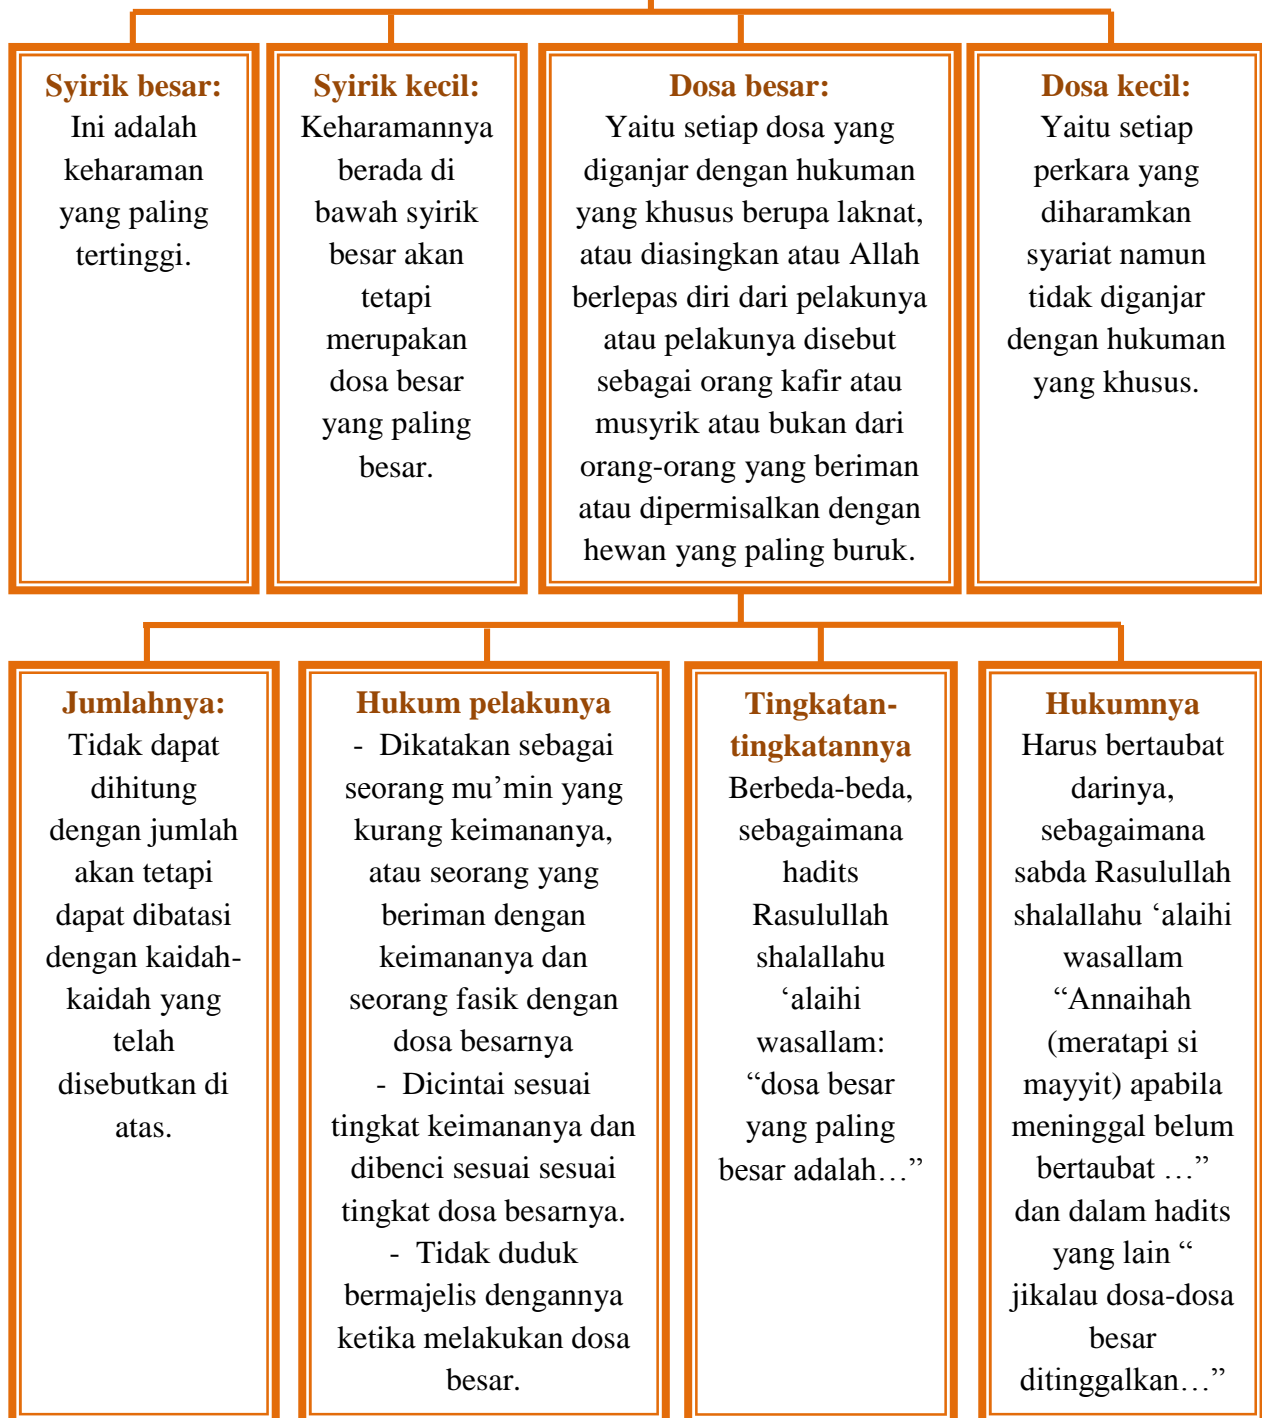 Syirik besar:
Ini adalah
keharaman
yang paling
tertinggi.
Syirik kecil:
Keharamannya
berada di
bawah syirik
besar akan
tetapi
merupakan
dosa besar
yang paling
besar.
Dosa besar:
Yaitu setiap dosa yang
diganjar dengan hukuman
yang khusus berupa laknat,
atau diasingkan atau Allah
berlepas diri dari pelakunya
atau pelakunya disebut
sebagai orang kafir atau
musyrik atau bukan dari
orang-orang yang beriman
atau dipermisalkan dengan
hewan yang paling buruk.
Dosa kecil:
Yaitu setiap
perkara yang
diharamkan
syariat namun
tidak diganjar
dengan hukuman
yang khusus.
Jumlahnya:
Tidak dapat
dihitung
dengan jumlah
akan tetapi
dapat dibatasi
dengan kaidah-
kaidah yang
telah
disebutkan di
atas.
Hukum pelakunya
- Dikatakan sebagai
seorang mu’min yang
kurang keimananya,
atau seorang yang
beriman dengan
keimananya dan
seorang fasik dengan
dosa besarnya
- Dicintai sesuai
tingkat keimananya dan
dibenci sesuai sesuai
tingkat dosa besarnya.
- Tidak duduk
bermajelis dengannya
ketika melakukan dosa
besar.
Tingkatan-
tingkatannya
Berbeda-beda,
sebagaimana
hadits
Rasulullah
shalallahu
‘alaihi
wasallam:
“dosa besar
yang paling
besar adalah…”
Hukumnya
Harus bertaubat
darinya,
sebagaimana
sabda Rasulullah
shalallahu ‘alaihi
wasallam
“Annaihah
(meratapi si
mayyit) apabila
meninggal belum
bertaubat …”
dan dalam hadits
yang lain “
jikalau dosa-dosa
besar
ditinggalkan…”